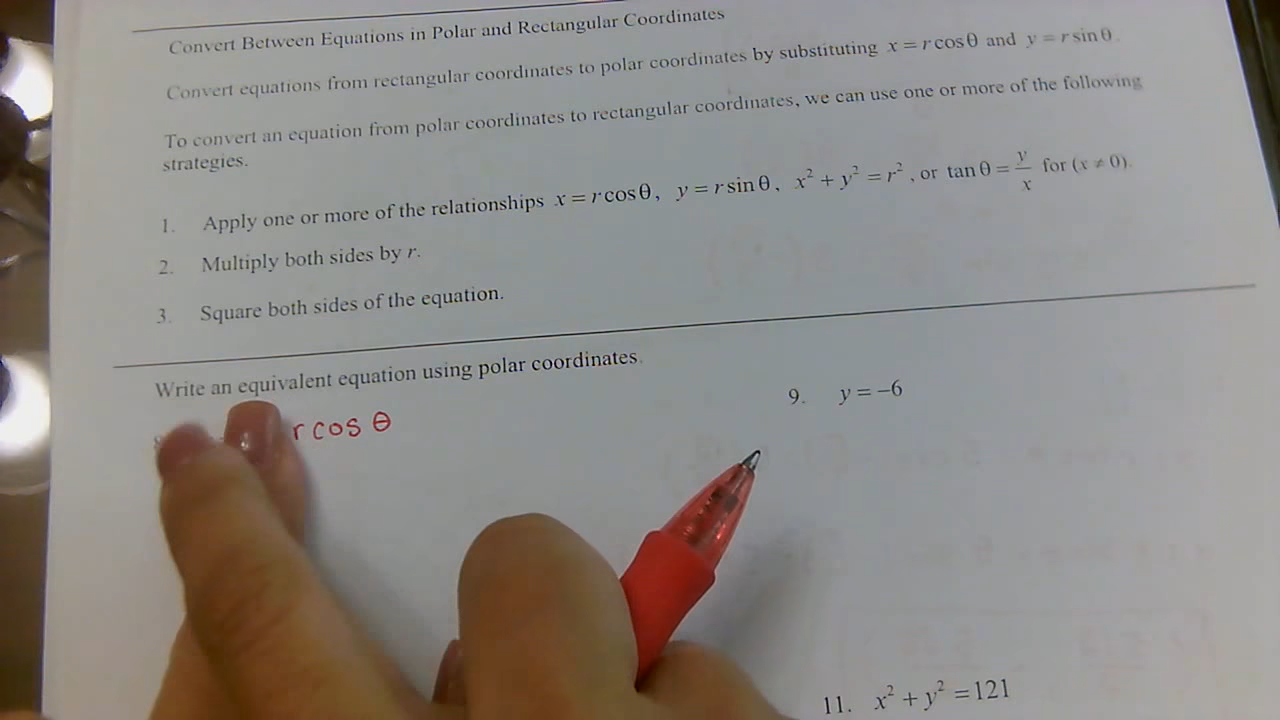 Convert Between Equations in Polar and Rectangular Coordinates
Convert equations from rectangular coordinates to polar coordinates by substituting x = r cos θ and y = r sin θ.
To convert an equation from polar coordinates to rectangular coordinates, we can use one or more of the following
strategies.
1. Apply one or more of the relationships x = r cos θ, y = r sin θ, x² + y² = r², or tan θ = y/x for (x ≠ 0).
2. Multiply both sides by r.
3. Square both sides of the equation.
Write an equivalent equation using polar coordinates.
r cos θ
9. y = −6
11. x² + y² = 121